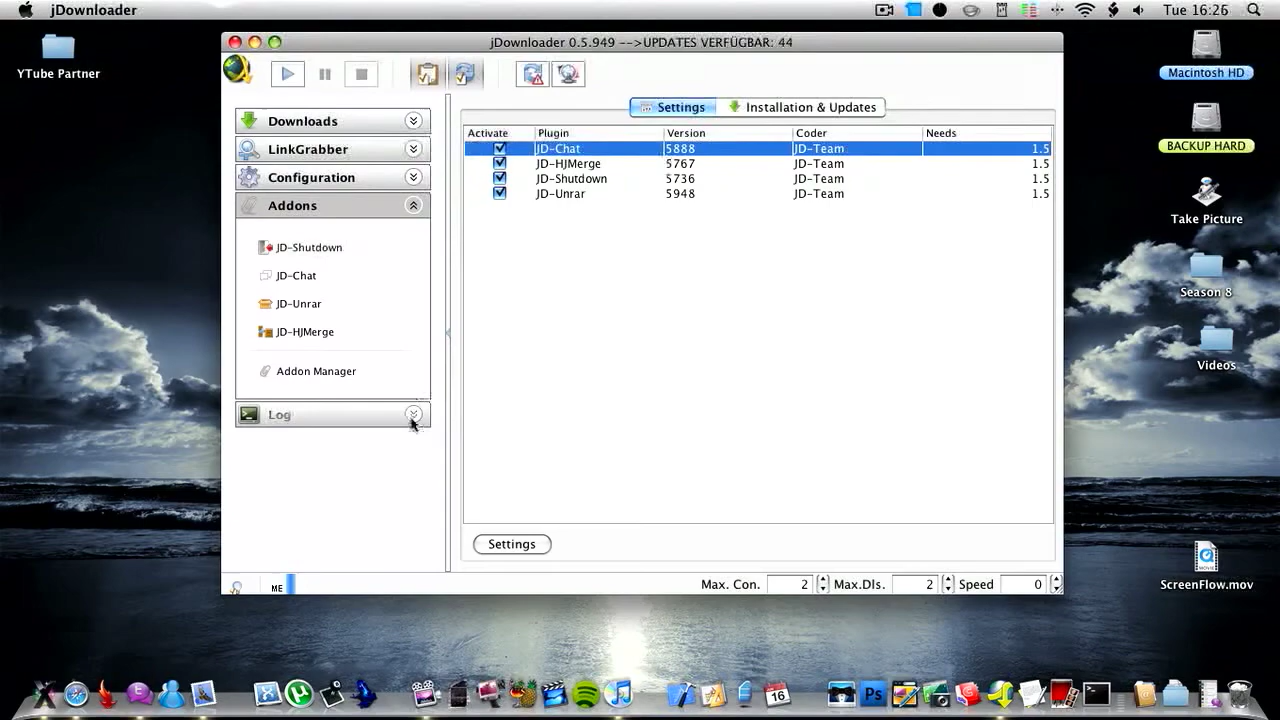 jDownloader
Tue 16:26
YTube Partner
jDownloader 0.5.949 -->UPDATES VERFÜGBAR: 44
Macintosh HD
BACKUP HARD
Take Picture
Season 8
Videos
ScreenFlow.mov
Downloads
LinkGrabber
Configuration
Addons
JD-Shutdown
JD-Chat
JD-Unrar
JD-HJMerge
Addon Manager
Log
Settings
Installation & Updates
Activate Plugin Version Coder Needs
JD-Chat 5888 JD-Team 1.5
JD-HJMerge 5767 JD-Team 1.5
JD-Shutdown 5736 JD-Team 1.5
JD-Unrar 5948 JD-Team 1.5
Settings
ME
Max. Con. 2 Max.Dls. 2 Speed 0
16
Ps